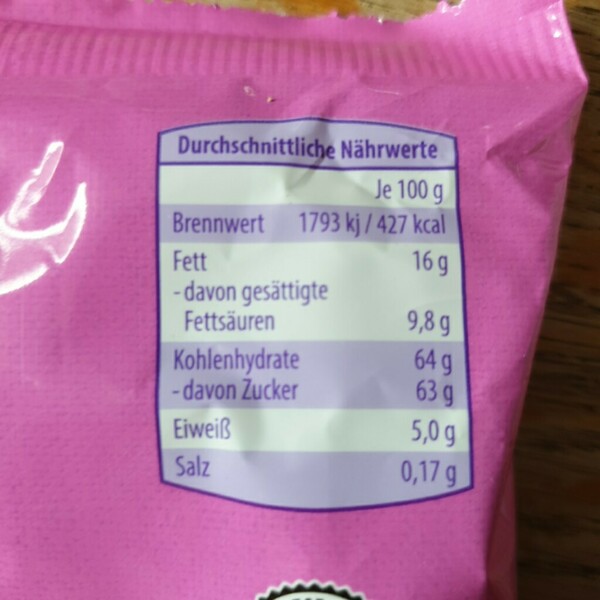 Durchschnittliche Nährwerte
Je 100 g
Brennwert 1793 kj / 427 kcal
Fett 16 g
- davon gesättigte
Fettsäuren 9,8 g
Kohlenhydrate 64 g
- davon Zucker 63 g
Eiweiß 5,0 g
Salz 0,17 g